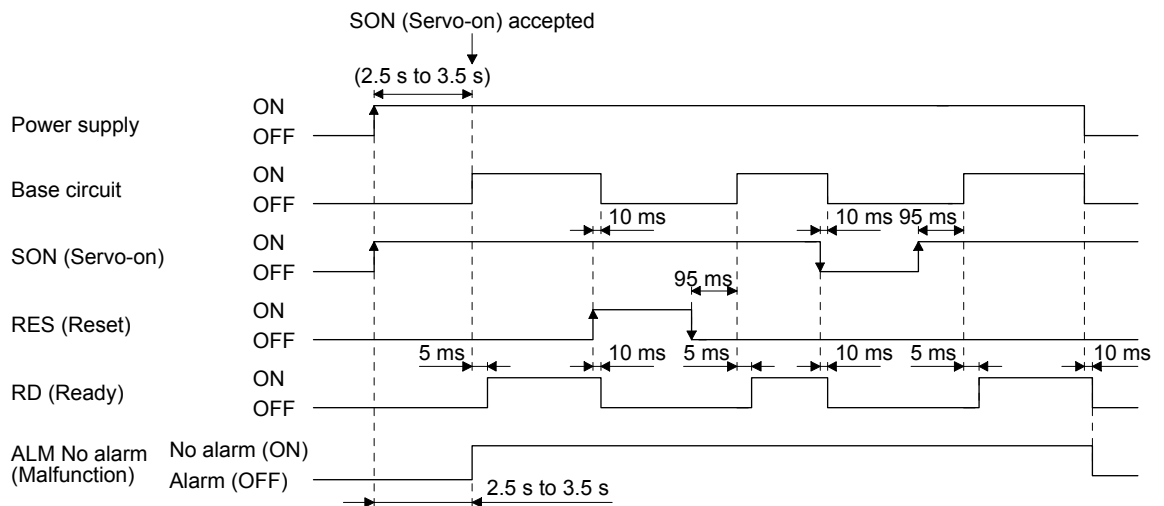 SON (Servo-on) accepted
(2.5 s to 3.5 s)
Power supply
ON
OFF
Base circuit
ON
OFF
10 ms
10 ms
95 ms
SON (Servo-on)
ON
OFF
95 ms
RES (Reset)
ON
OFF
5 ms
10 ms
5 ms
10 ms
5 ms
10 ms
RD (Ready)
ON
OFF
ALM No alarm
(Malfunction)
No alarm (ON)
Alarm (OFF)
2.5 s to 3.5 s